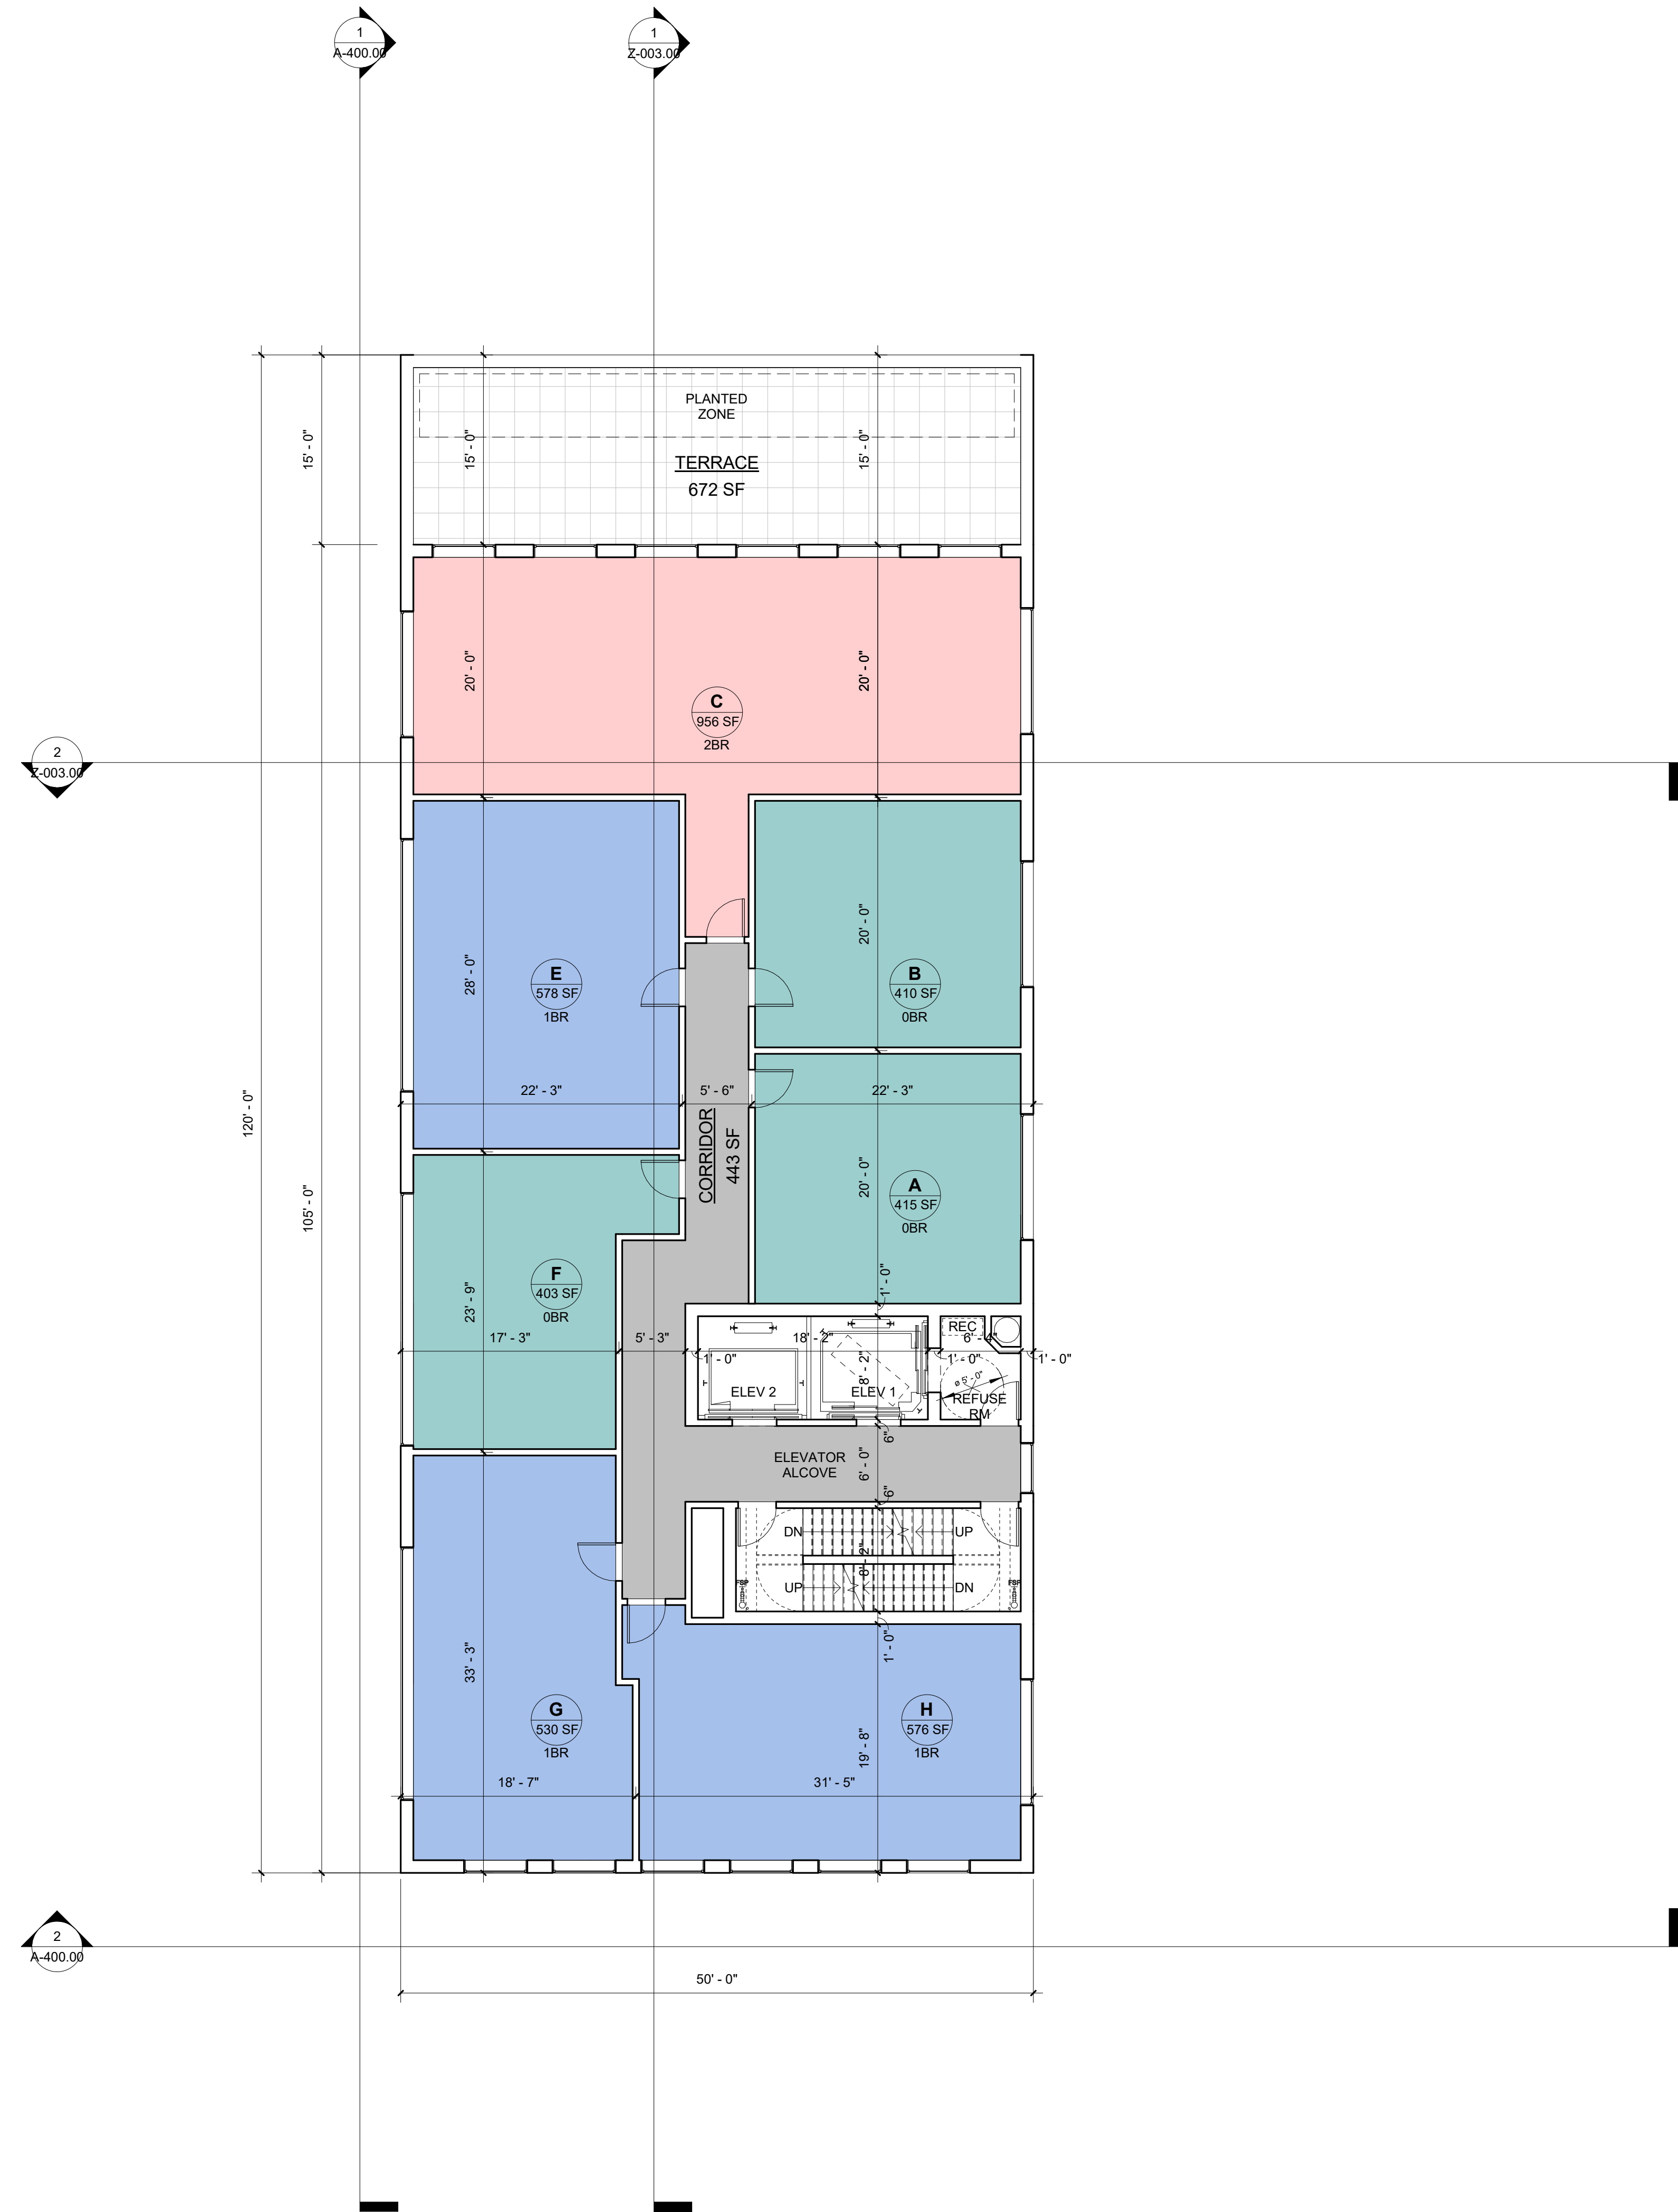 1
A-400.00
1
Z-003.00
PLANTED
ZONE
15' - 0"
15' - 0"
15' - 0"
TERRACE
672 SF
20' - 0"
20' - 0"
C
956 SF
2BR
2
Z-003.00
20' - 0"
28' - 0"
E
578 SF
1BR
B
410 SF
0BR
22' - 3"
5' - 6"
22' - 3"
120' - 0"
CORRIDOR
443 SF
105' - 0"
20' - 0"
A
415 SF
0BR
F
403 SF
0BR
23' - 9"
1' - 0"
REC
17' - 3"
5' - 3"
18' - 2"
6' - 4"
1' - 0"
8' - 2"
1' - 0"
1' - 0"
ø 5' - 0"
ELEV 2
ELEV 1
REFUSE
RM
6"
ELEVATOR
ALCOVE
6' - 0"
6"
DN
UP
8' - 2"
UP
DN
FSP
FSP
33' - 3"
1' - 0"
G
530 SF
1BR
H
576 SF
1BR
19' - 8"
18' - 7"
31' - 5"
2
A-400.00
50' - 0"